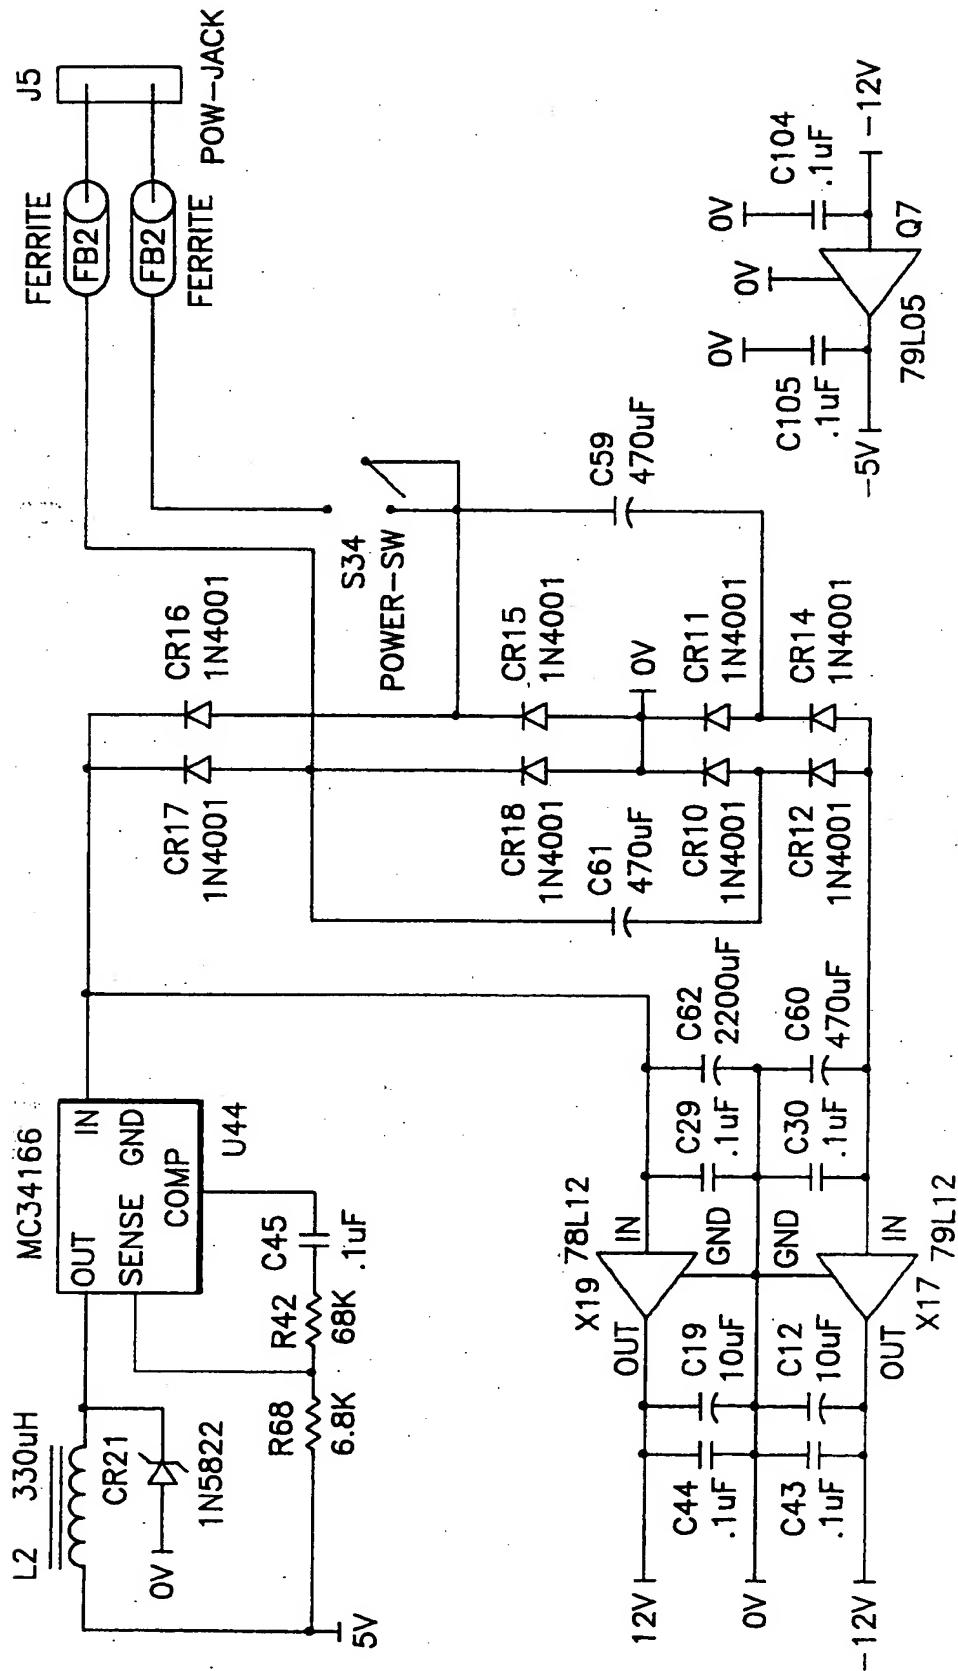 L2 330uH
CR21
0V
1N5822
5V
MC34166
OUT
IN
SENSE
GND
COMP
U44
R68
6.8K
R42
68K
C45
.1uF
J5
POW-JACK
FERRITE
FB2
FB2
FERRITE
CR17
1N4001
CR16
1N4001
S34
POWER-SW
CR18
1N4001
CR15
1N4001
C61
470uF
0V
C59
470uF
CR10
1N4001
CR11
1N4001
CR12
1N4001
CR14
1N4001
12V
0V
-12V
C44
.1uF
C19
10uF
C43
.1uF
C12
10uF
X19
78L12
OUT
IN
GND
GND
OUT
IN
X17
79L12
C29
.1uF
C62
2200uF
C30
.1uF
C60
470uF
0V
0V
0V
C105
.1uF
C104
.1uF
-5V
-12V
79L05
Q7